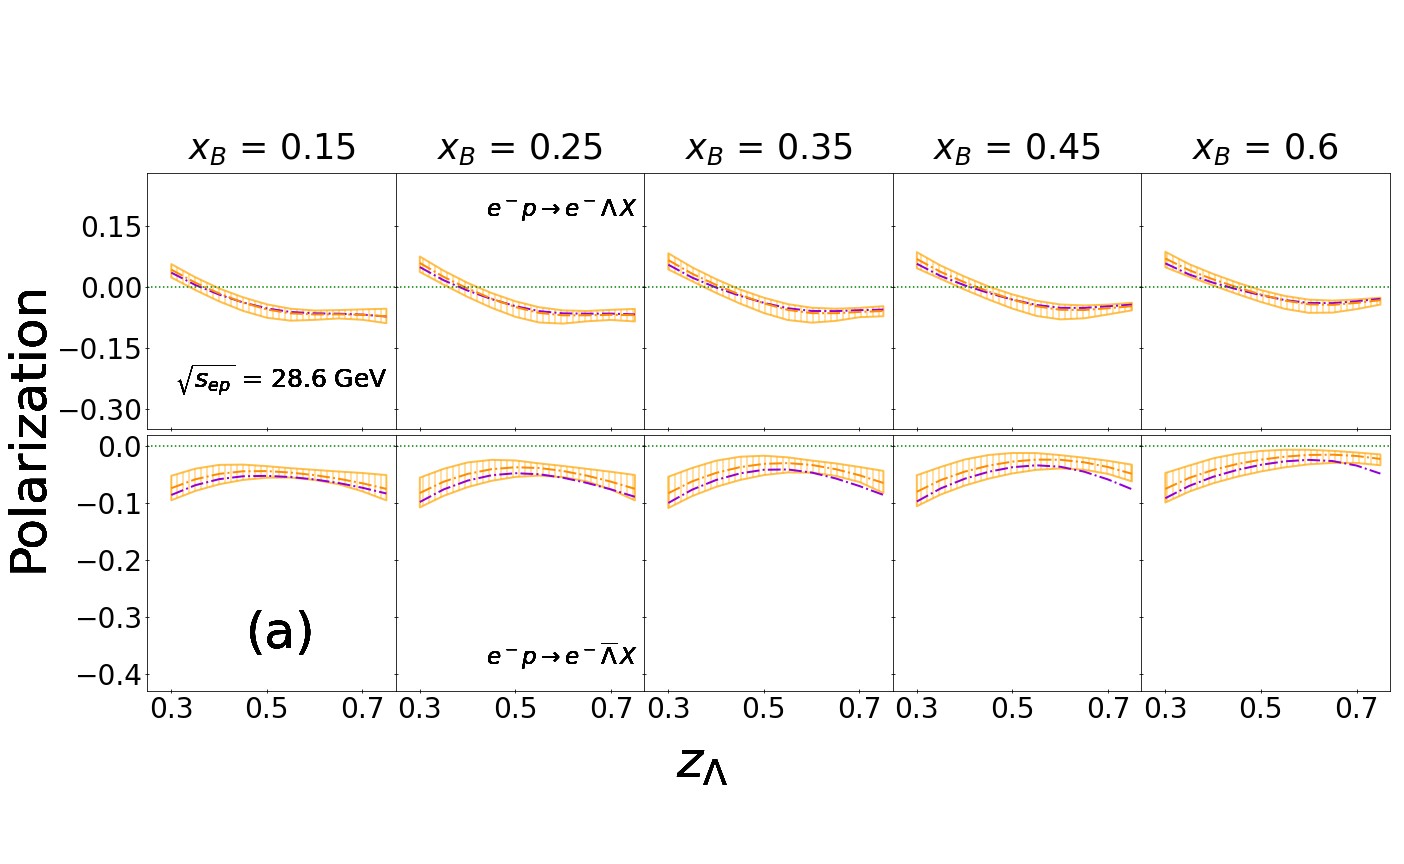 x_B = 0.15 x_B = 0.25 x_B = 0.35 x_B = 0.45 x_B = 0.6
e⁻p→e⁻ΛX
0.15
0.00
−0.15
√s_ep = 28.6 GeV
−0.30
Polarization
0.0
−0.1
−0.2
−0.3
(a)
e⁻p→e⁻Λ̅X
−0.4
0.3 0.5 0.7 0.3 0.5 0.7 0.3 0.5 0.7 0.3 0.5 0.7 0.3 0.5 0.7
z_Λ